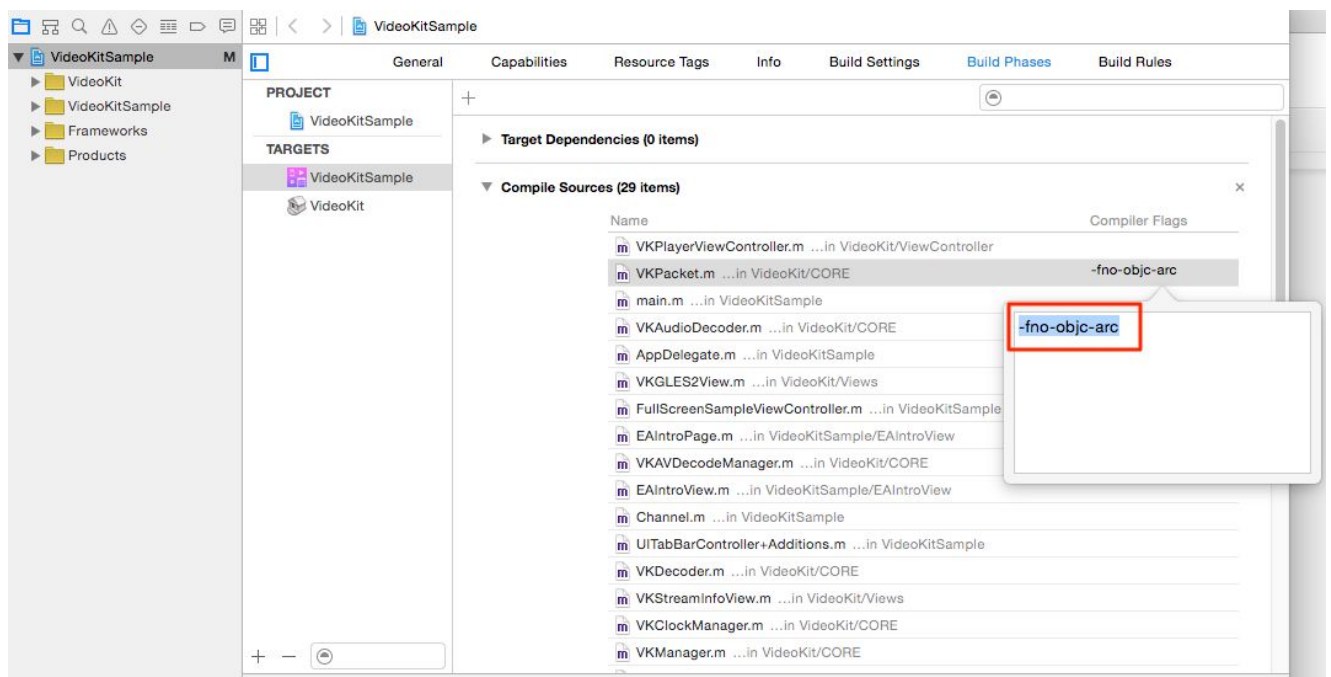 VideoKitSample
VideoKitSample M
VideoKit
VideoKitSample
Frameworks
Products
General Capabilities Resource Tags Info Build Settings Build Phases Build Rules
PROJECT
VideoKitSample
TARGETS
VideoKitSample
VideoKit
Target Dependencies (0 items)
Compile Sources (29 items)
Name Compiler Flags
VKPlayerViewController.m ...in VideoKit/ViewController
VKPacket.m ...in VideoKit/CORE -fno-objc-arc
main.m ...in VideoKitSample
VKAudioDecoder.m ...in VideoKit/CORE
-fno-objc-arc
AppDelegate.m ...in VideoKitSample
VKGLES2View.m ...in VideoKit/Views
FullScreenSampleViewController.m ...in VideoKitSample
EAIntroPage.m ...in VideoKitSample/EAIntroView
VKAVDecodeManager.m ...in VideoKit/CORE
EAIntroView.m ...in VideoKitSample/EAIntroView
Channel.m ...in VideoKitSample
UITabBarController+Additions.m ...in VideoKitSample
VKDecoder.m ...in VideoKit/CORE
VKStreamInfoView.m ...in VideoKit/Views
VKClockManager.m ...in VideoKit/CORE
VKManager.m ...in VideoKit/CORE